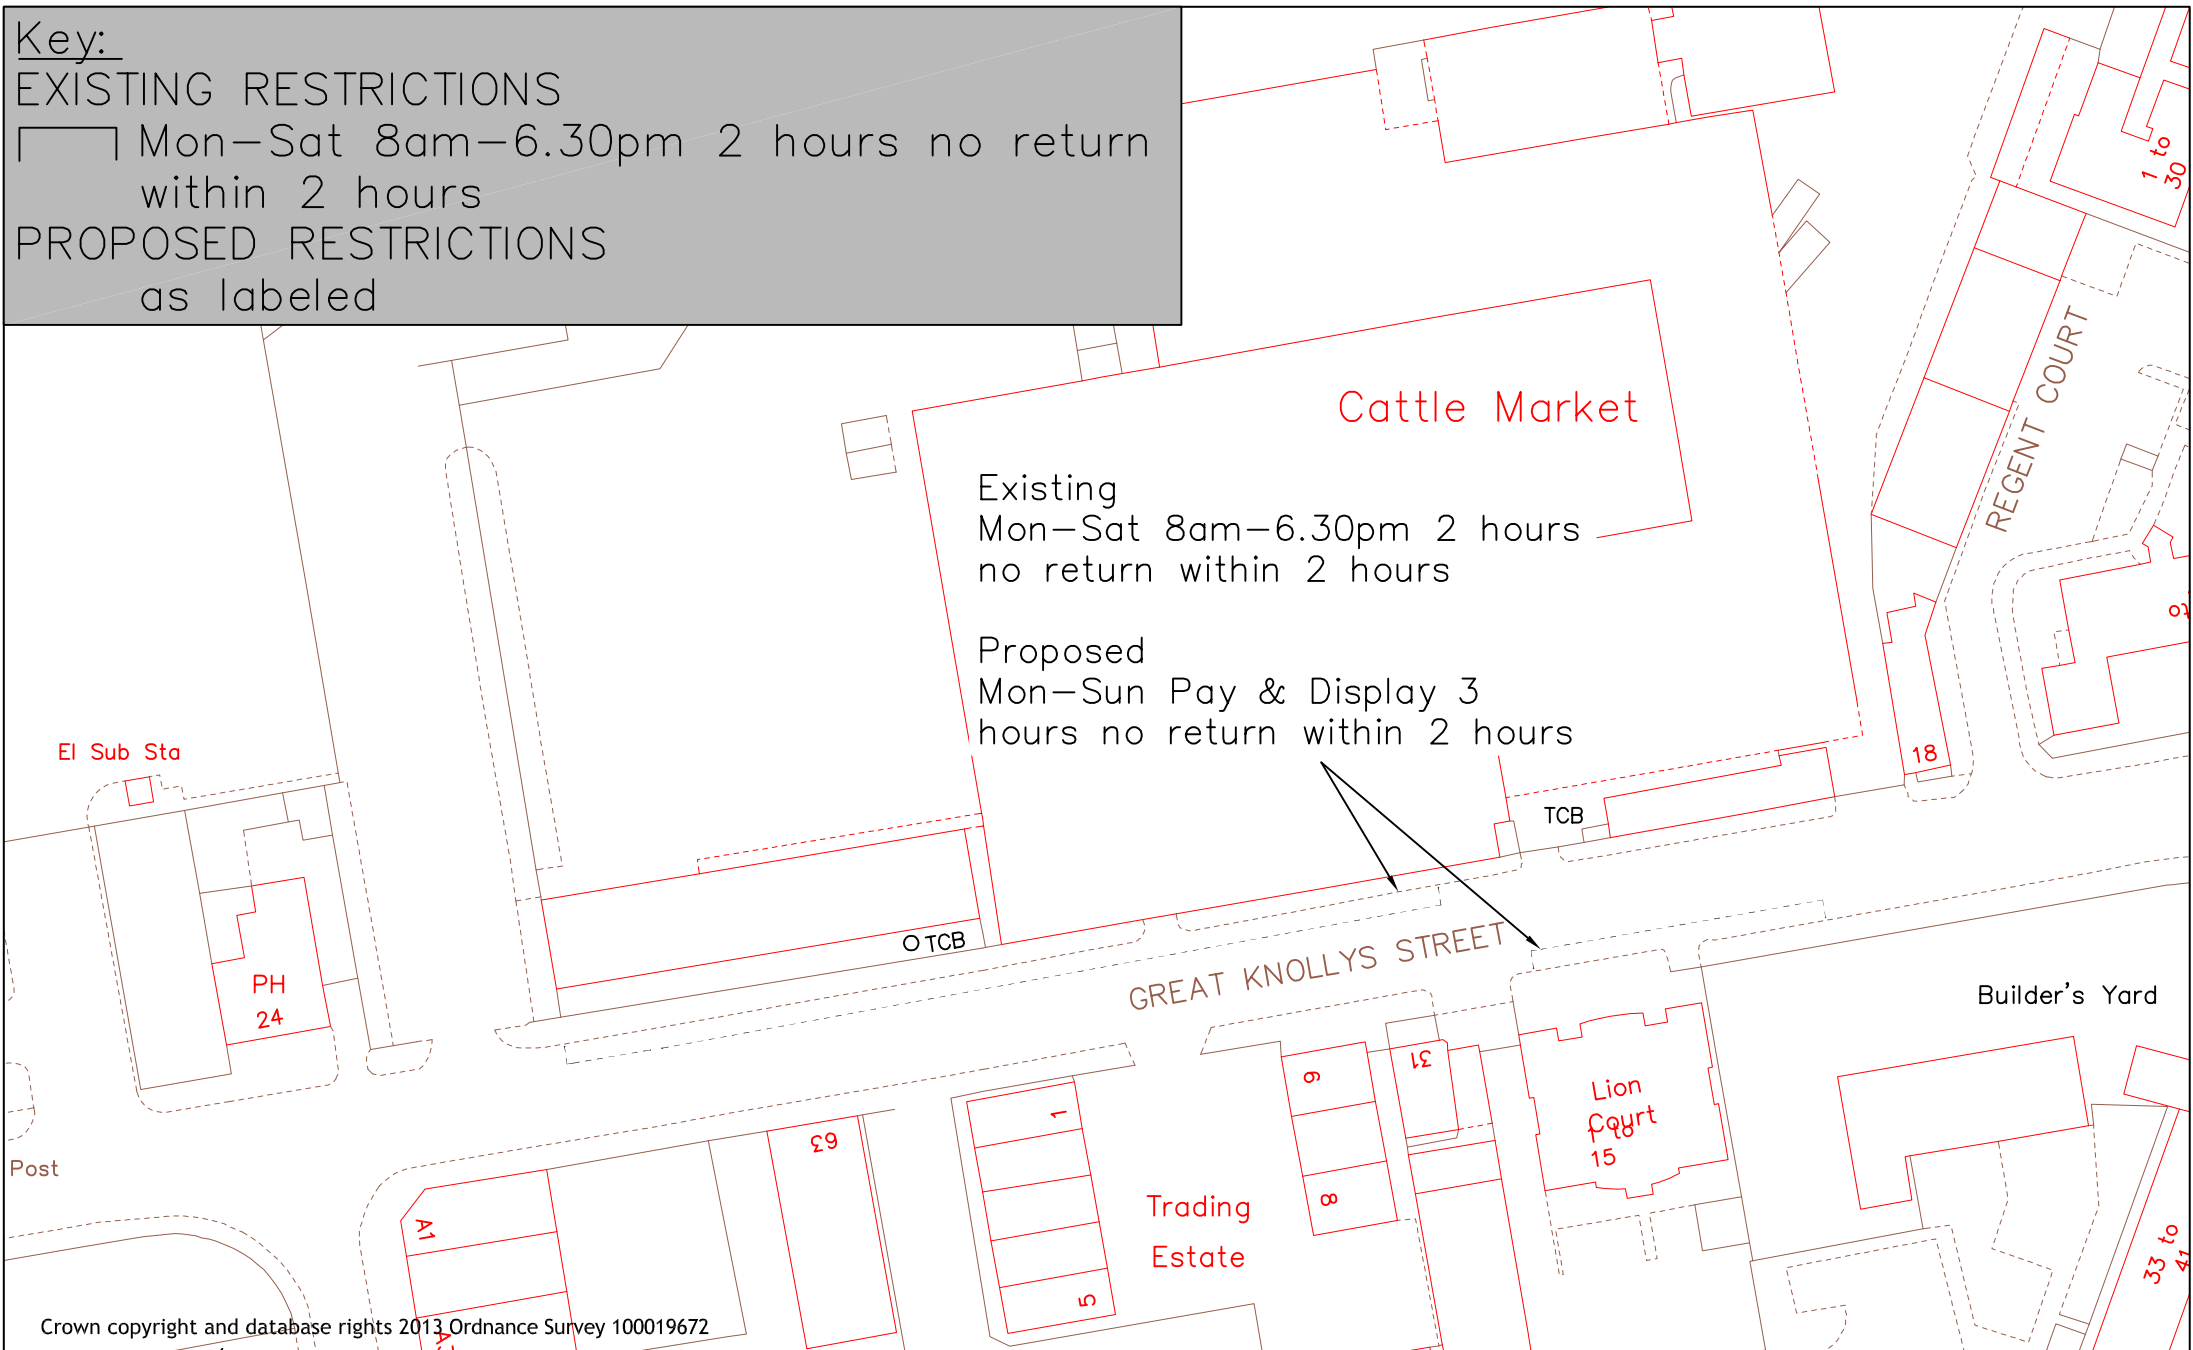 Key:
EXISTING RESTRICTIONS
Mon-Sat 8am-6.30pm 2 hours no return
within 2 hours
PROPOSED RESTRICTIONS
as labeled
1 to
30
REGENT COURT
Cattle Market
Existing
Mon-Sat 8am-6.30pm 2 hours
no return within 2 hours
Proposed
Mon-Sun Pay & Display 3
hours no return within 2 hours
to
El Sub Sta
18
TCB
TCB
GREAT KNOLLYS STREET
PH
24
Builder's Yard
31
6
1
Lion
Court
1 to
15
63
Post
8
Trading
Estate
A1
5
33 to
41
Crown copyright and database rights 2013 Ordnance Survey 100019672